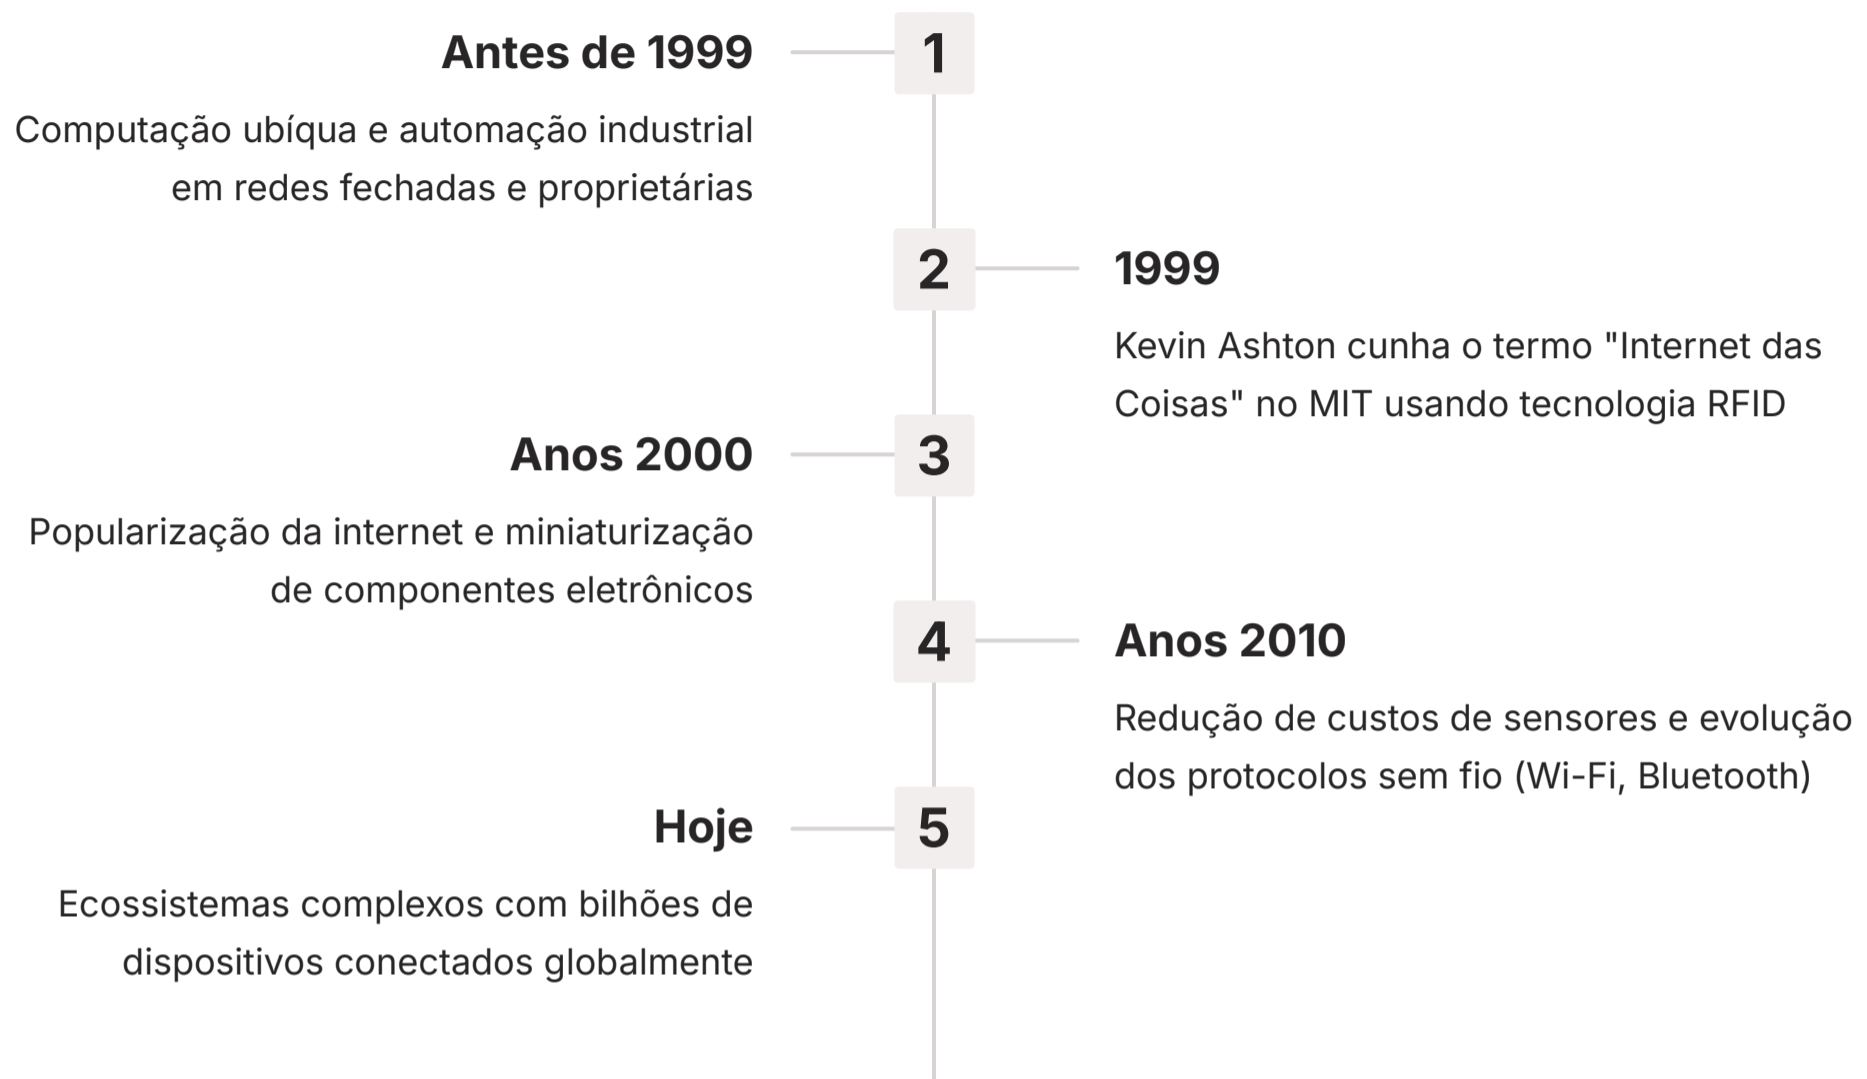 Antes de 1999
1
Computação ubíqua e automação industrial
em redes fechadas e proprietárias
2
1999
Kevin Ashton cunha o termo "Internet das
Coisas" no MIT usando tecnologia RFID
Anos 2000
3
Popularização da internet e miniaturização
de componentes eletrônicos
4
Anos 2010
Redução de custos de sensores e evolução
dos protocolos sem fio (Wi-Fi, Bluetooth)
Hoje
5
Ecossistemas complexos com bilhões de
dispositivos conectados globalmente